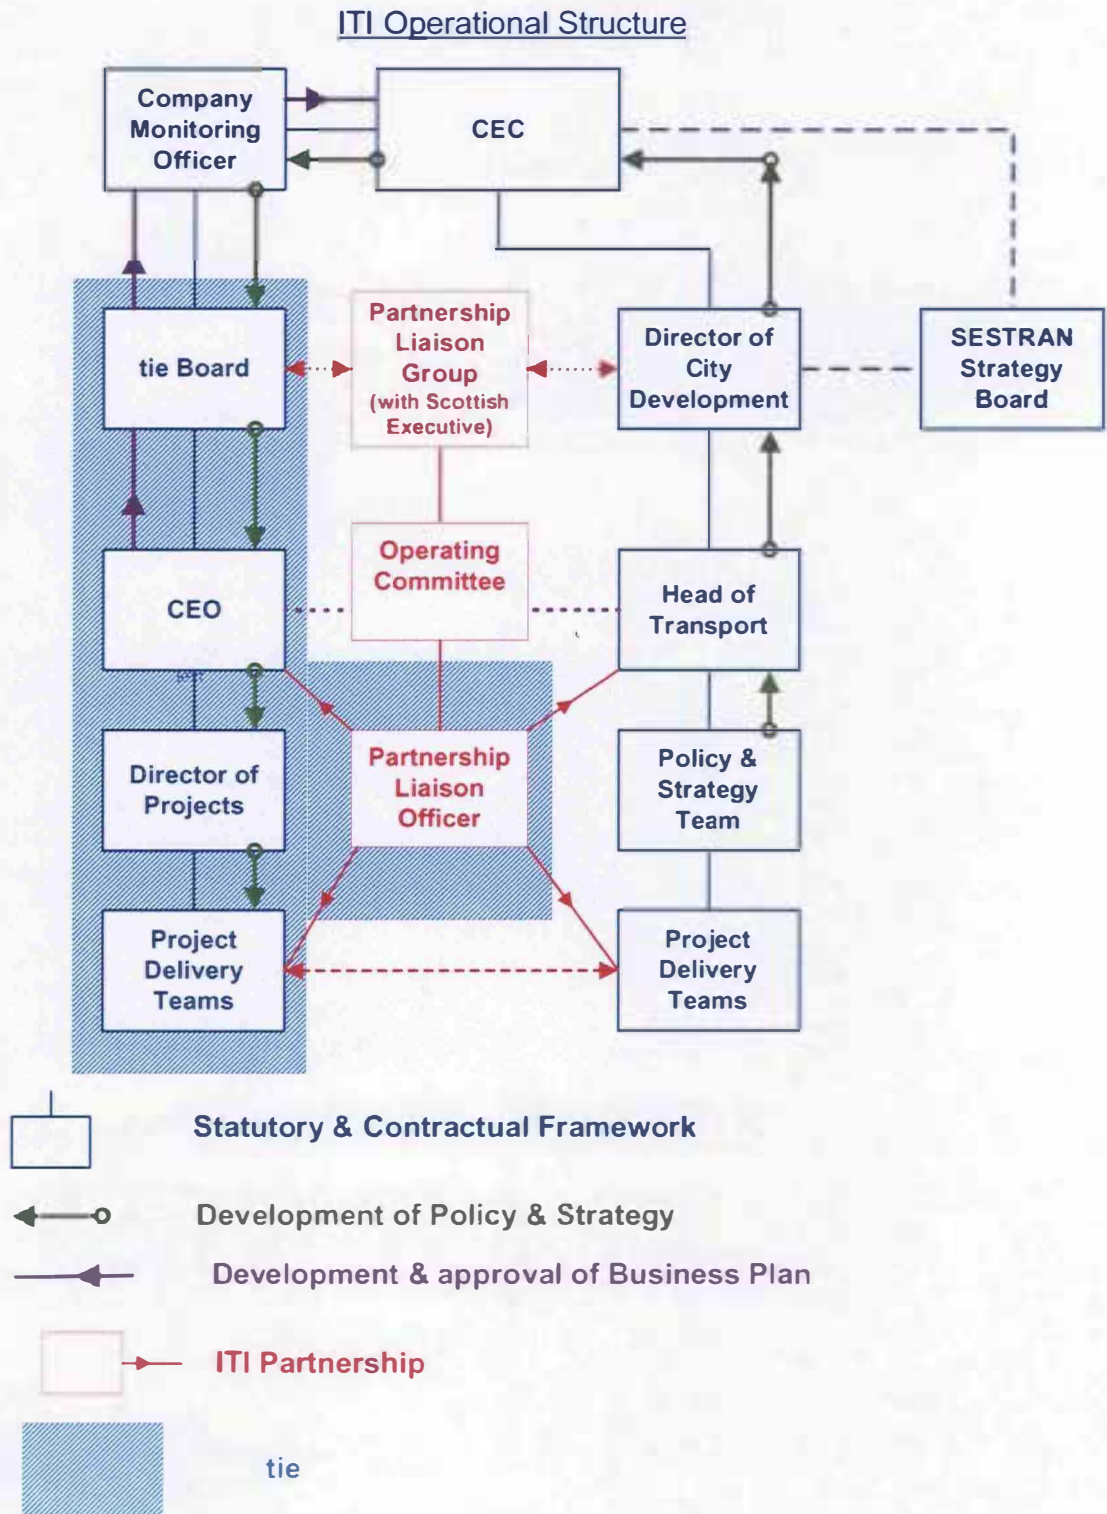 ITI Operational Structure
Company
Monitoring
Officer
CEC
tie Board
Partnership
Liaison
Group
(with Scottish
Executive)
Director of
City
Development
SESTRAN
Strategy
Board
CEO
Operating
Committee
Head of
Transport
Director of
Projects
Partnership
Liaison
Officer
Policy &
Strategy
Team
Project
Delivery
Teams
Project
Delivery
Teams
Statutory & Contractual Framework
Development of Policy & Strategy
Development & approval of Business Plan
ITI Partnership
tie